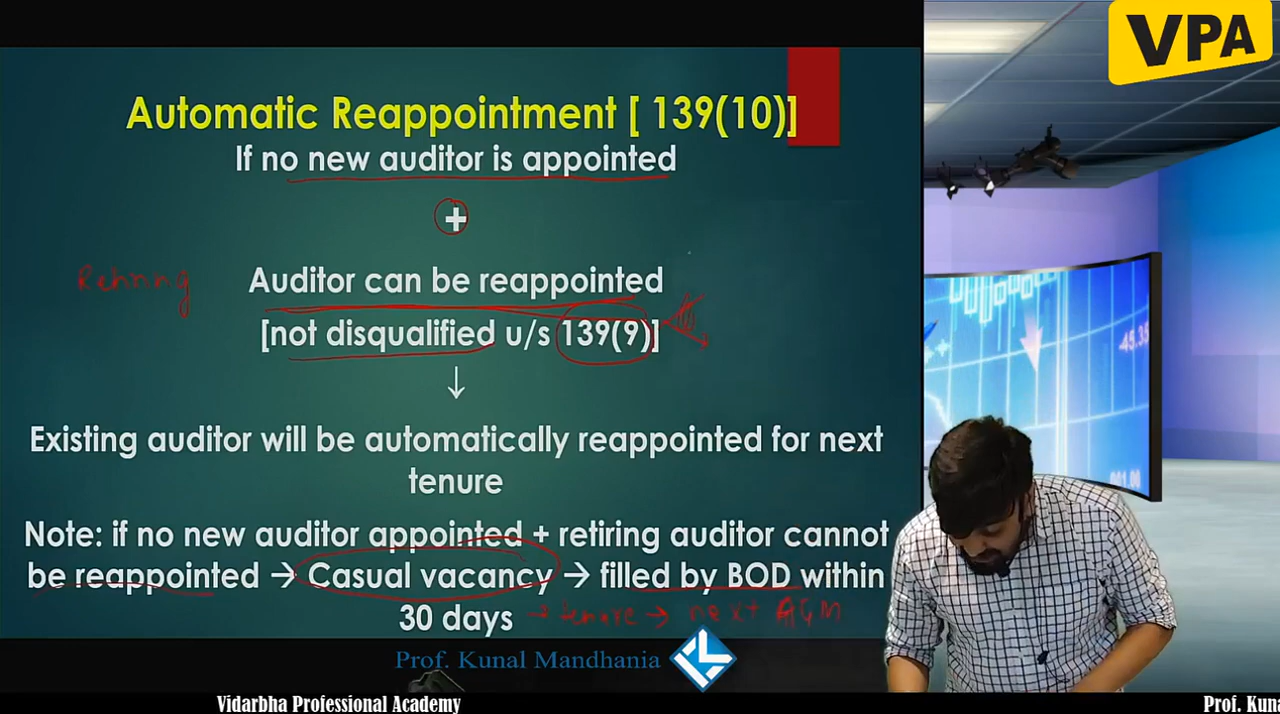 VPA
Automatic Reappointment [ 139(10)]
If no new auditor is appointed
+
Retiring
Auditor can be reappointed
[not disqualified u/s 139(9)]
↓
-45.35
Existing auditor will be automatically reappointed for next
tenure
Note: if no new auditor appointed + retiring auditor cannot
be reappointed → Casual vacancy → filled by BOD within
30 days → tenure → next AGM
Prof. Kunal Mandhania
Vidarbha Professional Academy
Prof. Kuna